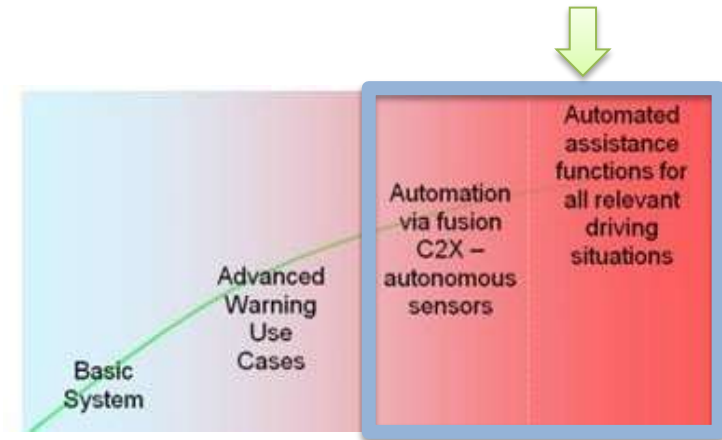 Basic
System
Advanced
Warning
Use
Cases
Automation
via fusion
C2X –
autonomous
sensors
Automated
assistance
functions for
all relevant
driving
situations